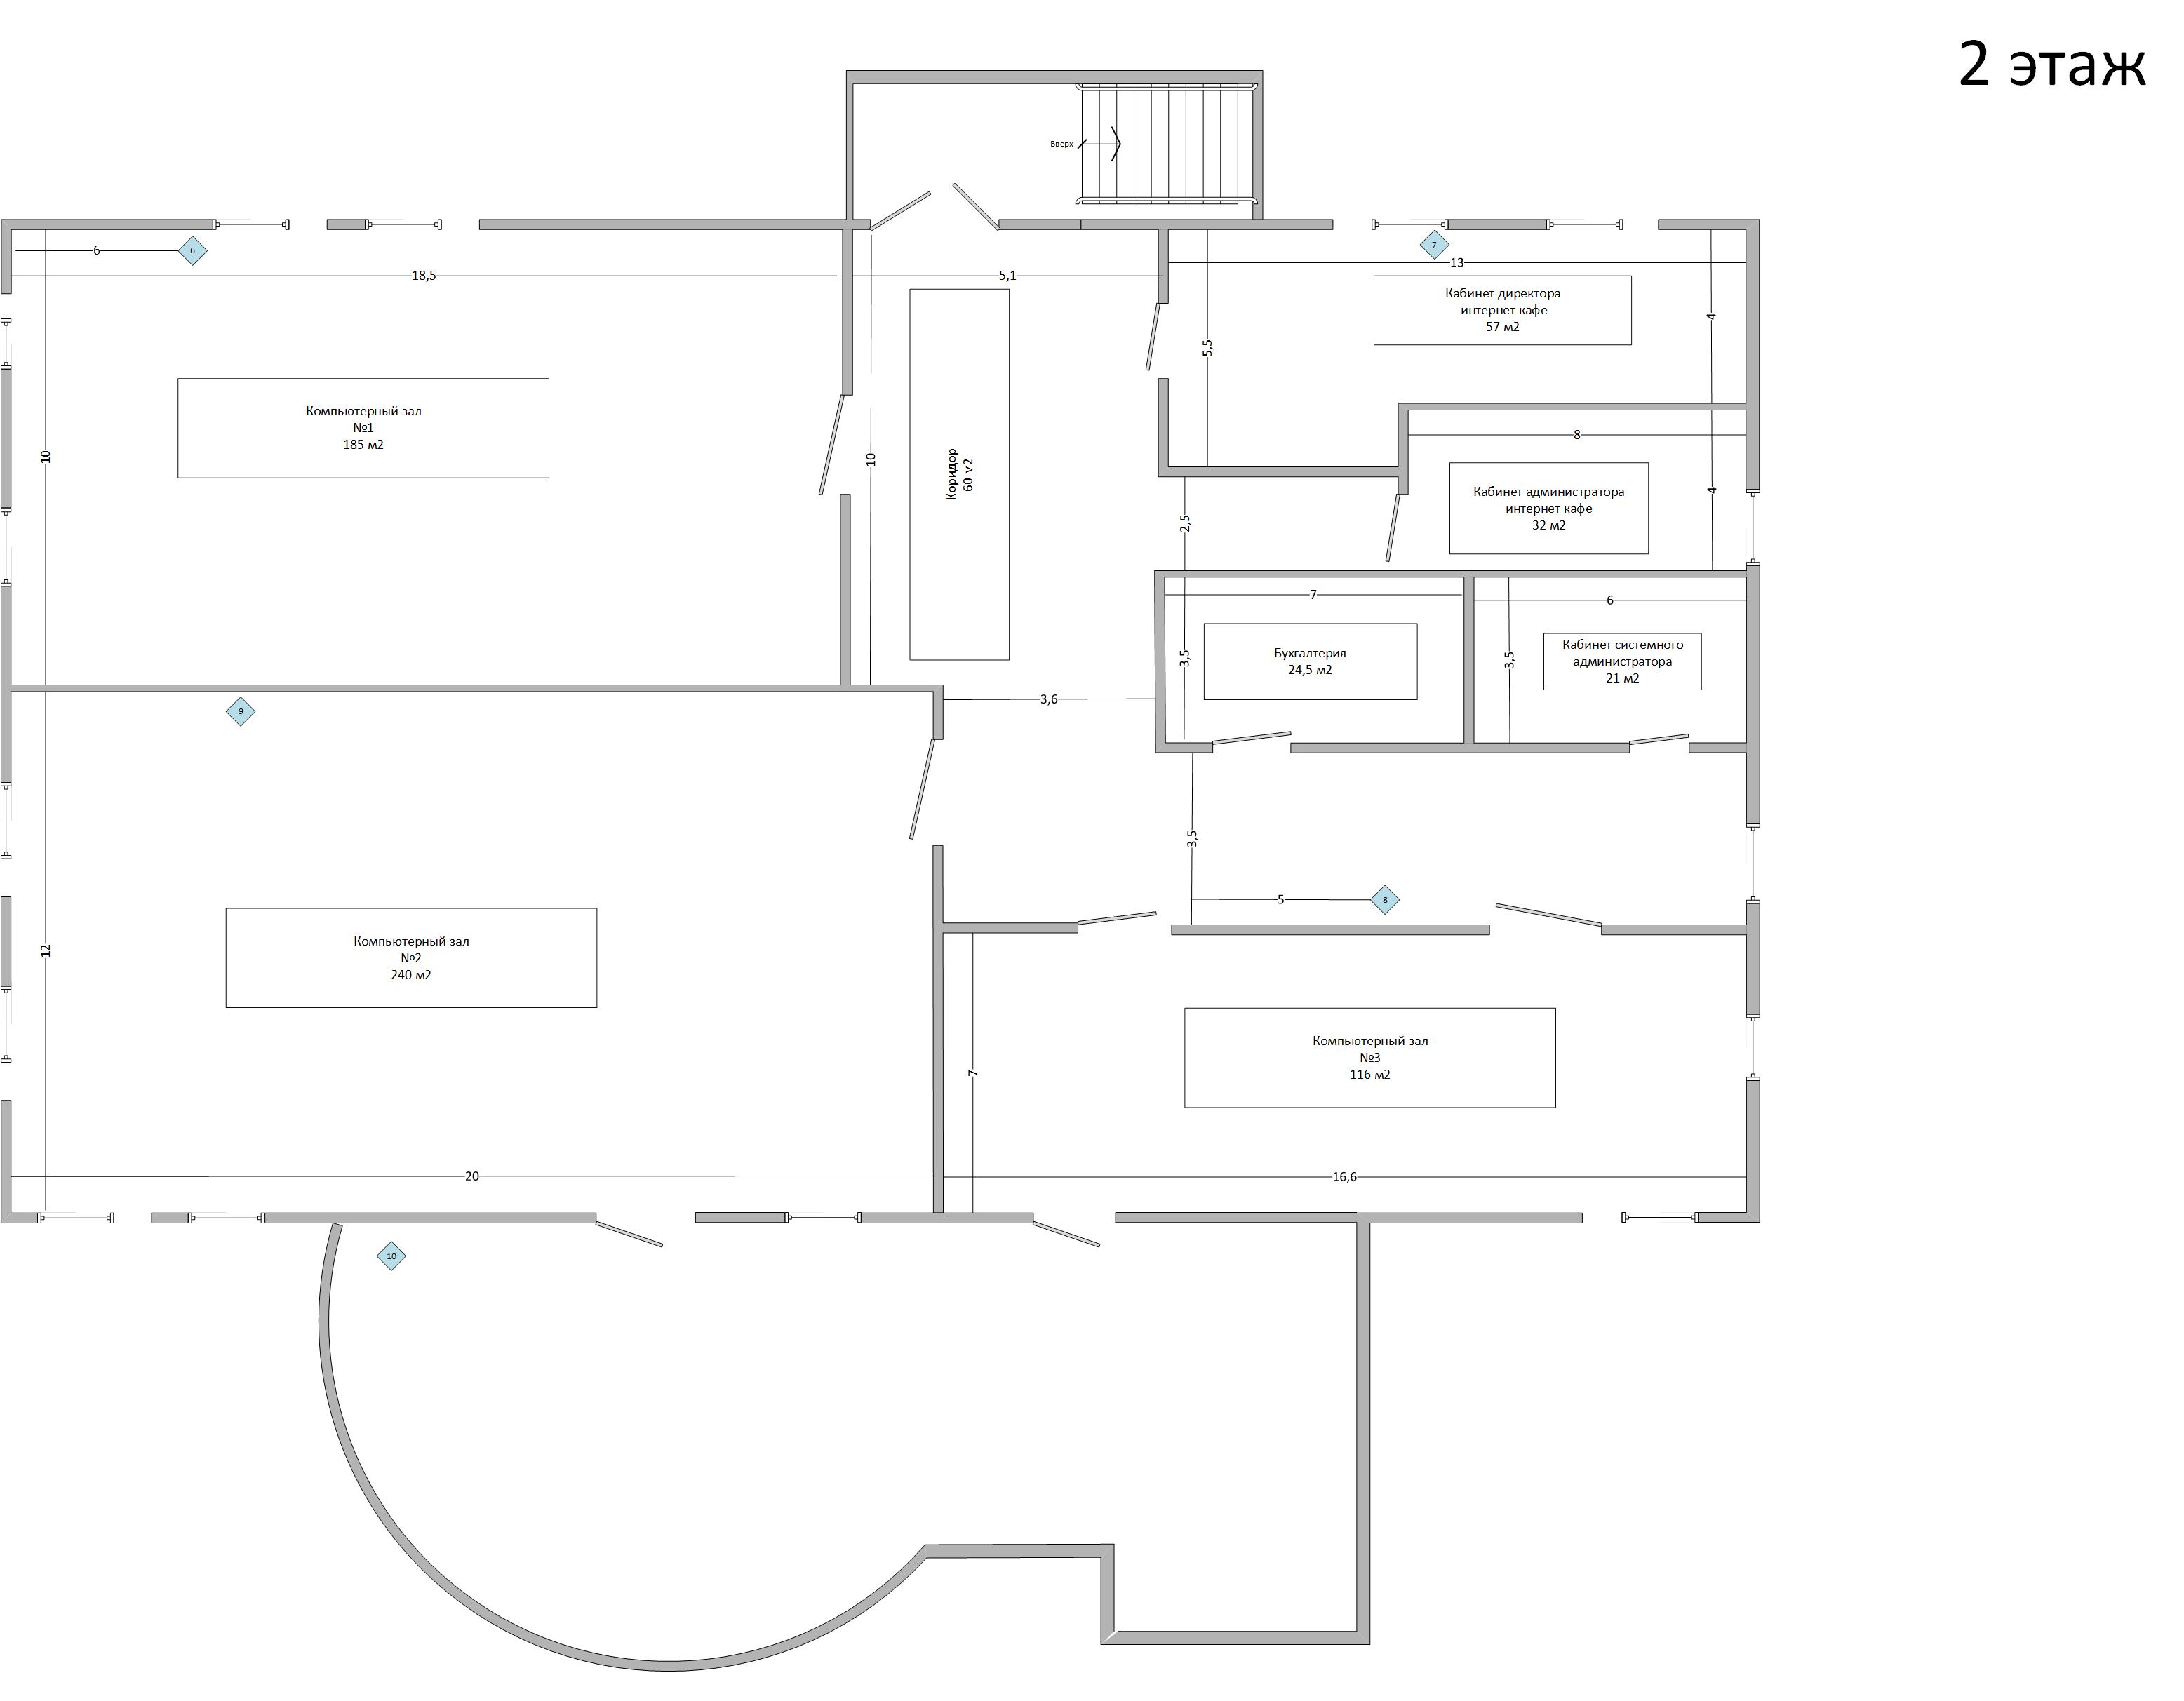 2 этаж
Вверх
6
6
18,5
5,1
7
13
Кабинет директора
интернет кафе
57 м2
4
5,5
Компьютерный зал
№1
185 м2
10
10
Коридор
60 м2
8
4
Кабинет администратора
интернет кафе
32 м2
2,5
7
6
Бухгалтерия
24,5 м2
3,5
3,5
Кабинет системного
администратора
21 м2
9
3,6
3,5
5
8
Компьютерный зал
№2
240 м2
12
Компьютерный зал
№3
116 м2
7
20
16,6
10